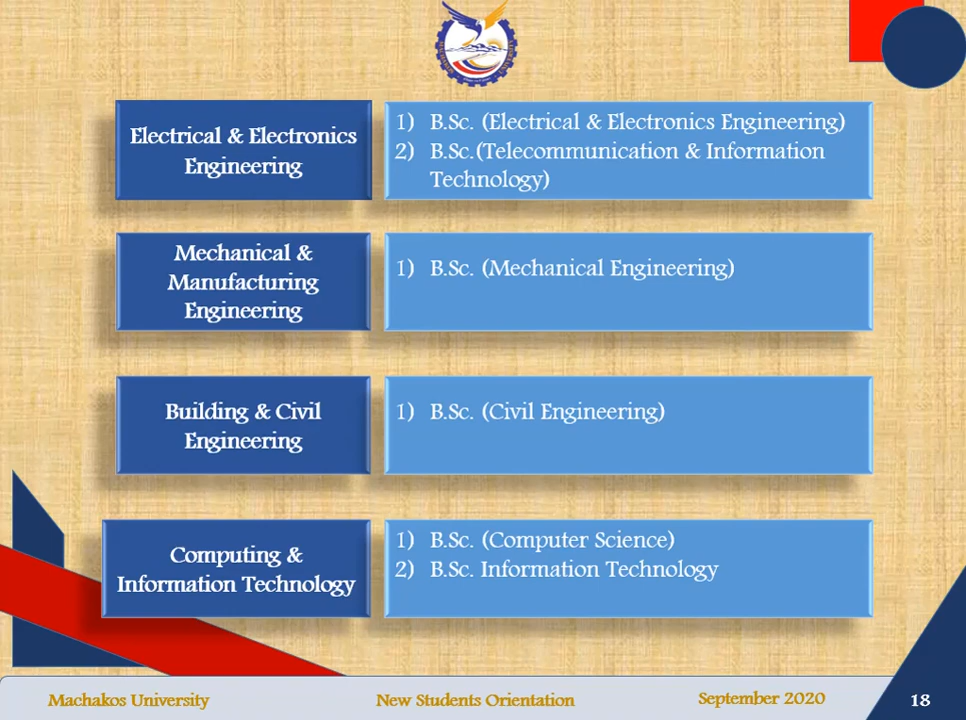 Electrical & Electronics
Engineering
1) B.Sc. (Electrical & Electronics Engineering)
2) B.Sc.(Telecommunication & Information
Technology)
Mechanical &
Manufacturing
Engineering
1) B.Sc. (Mechanical Engineering)
Building & Civil
Engineering
1) B.Sc. (Civil Engineering)
Computing &
Information Technology
1) B.Sc. (Computer Science)
2) B.Sc. Information Technology
Machakos University
New Students Orientation
September 2020
18